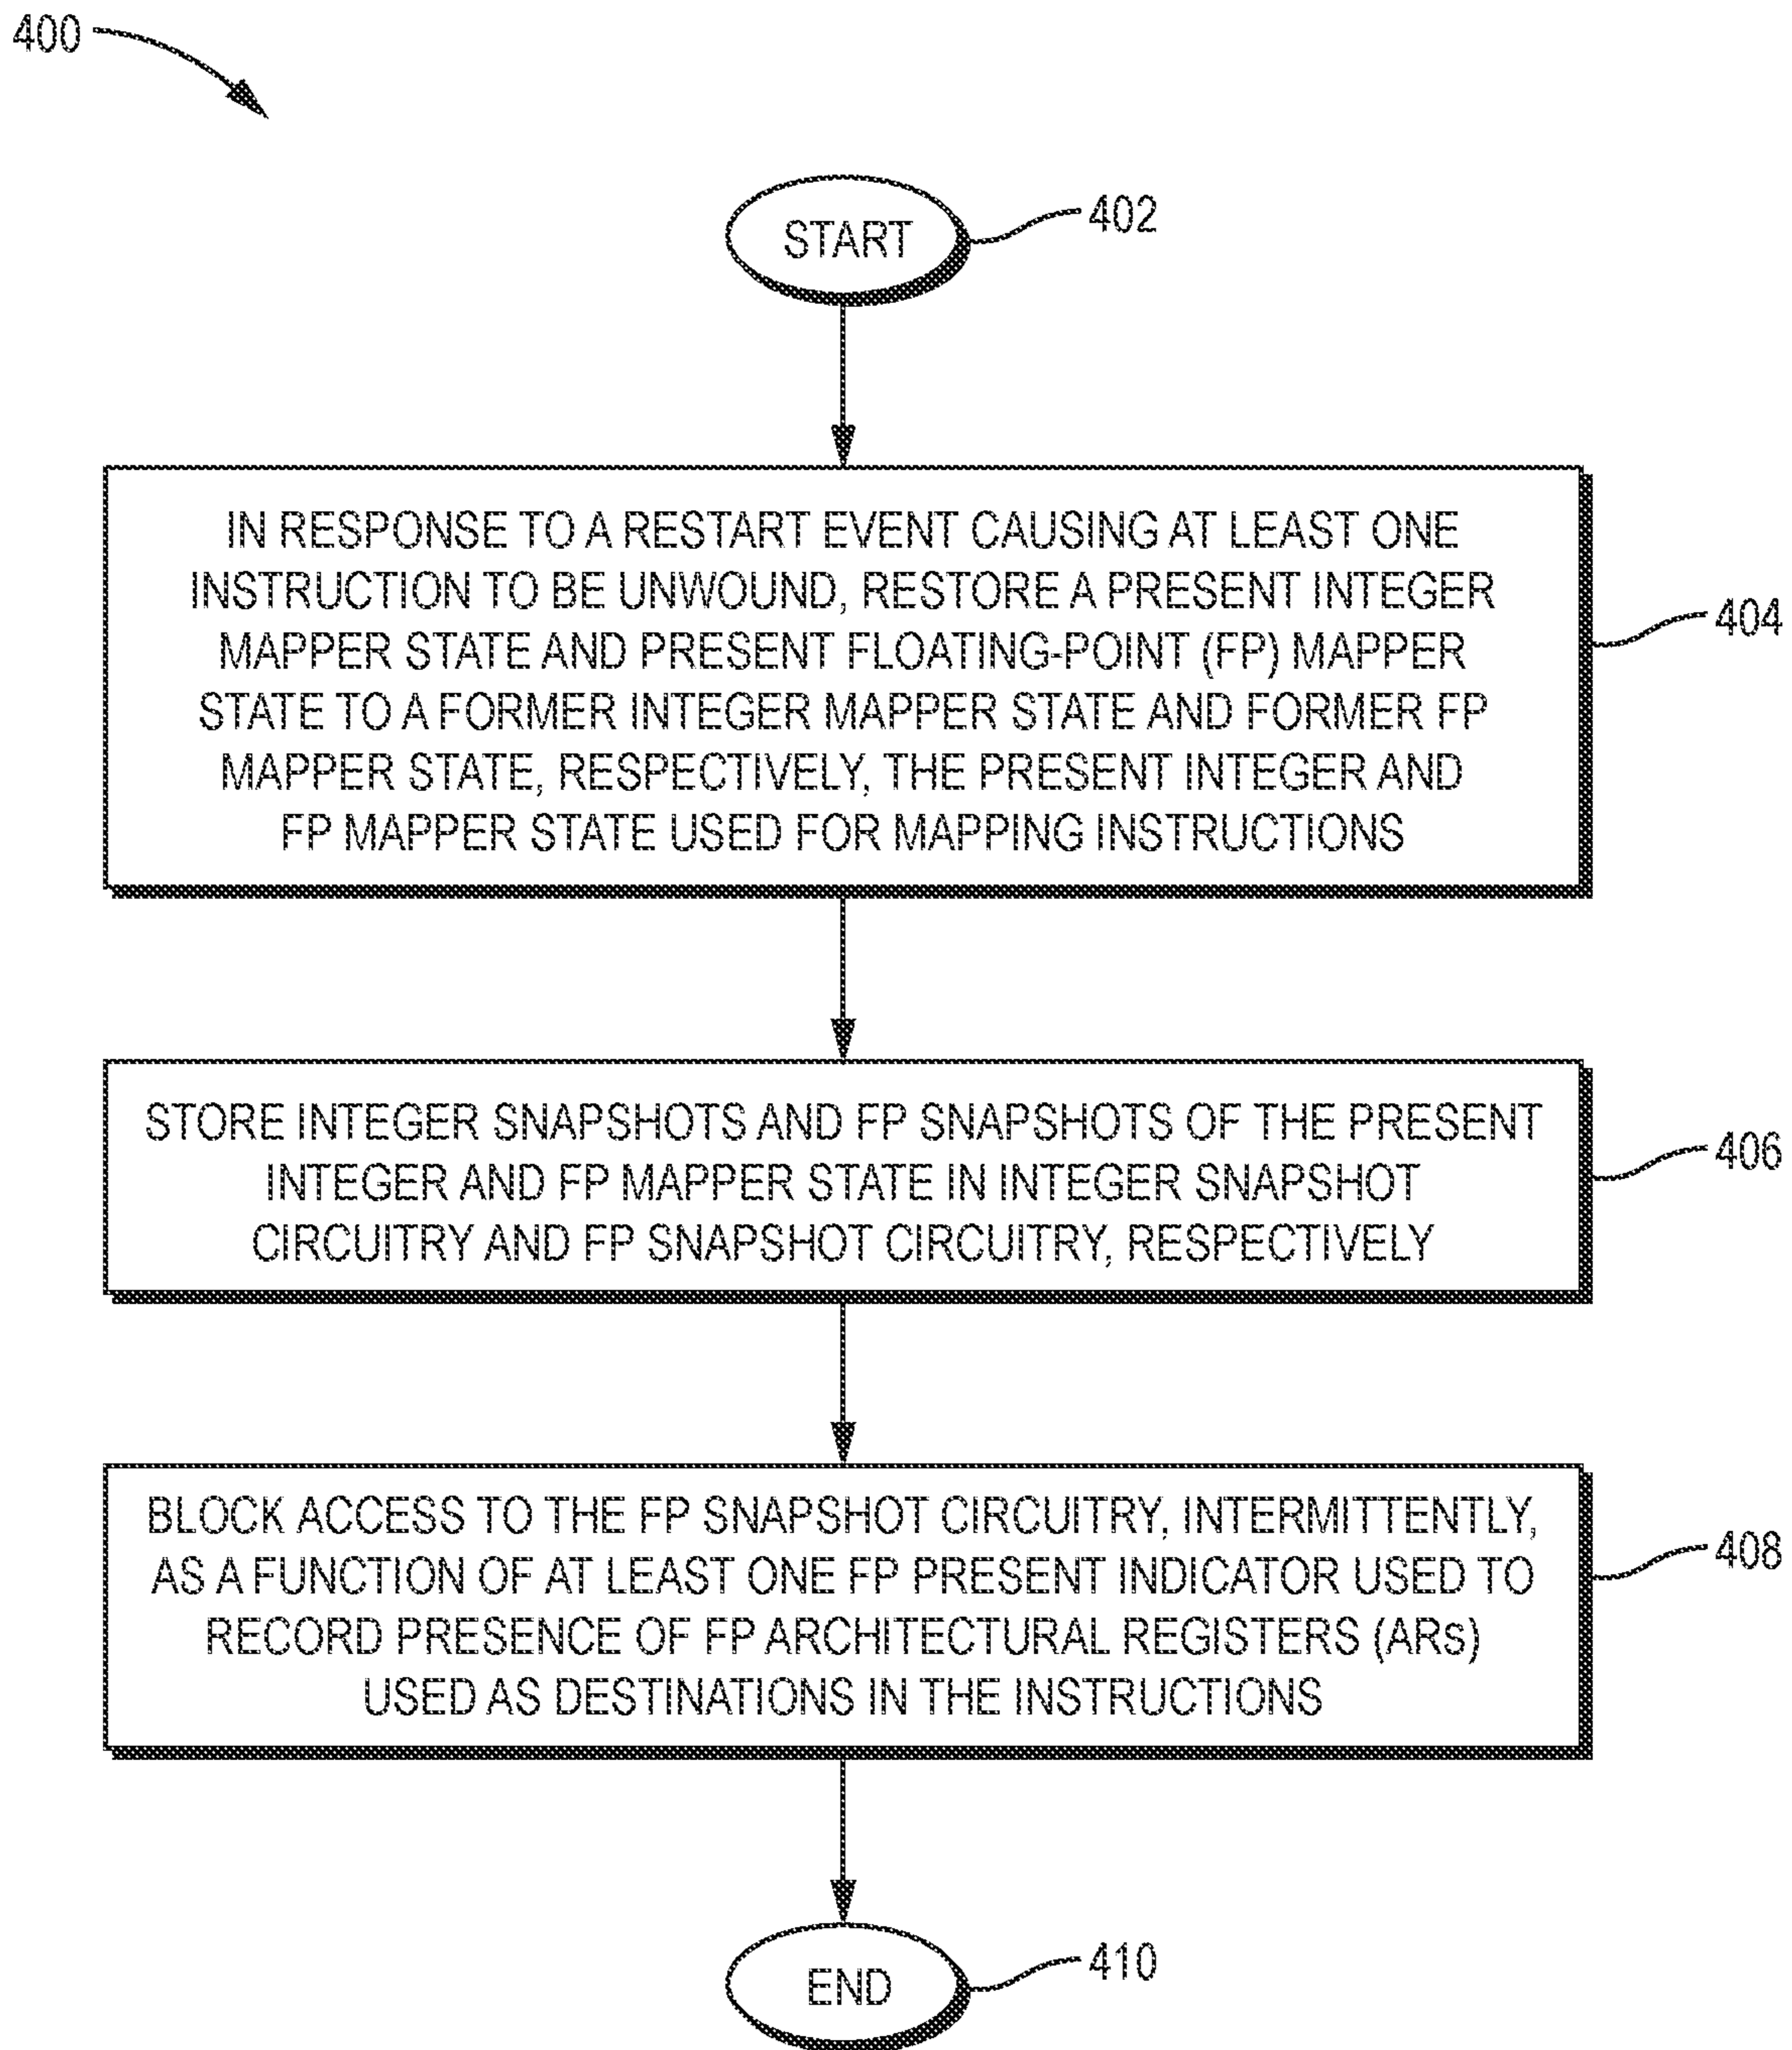 400
START
402
IN RESPONSE TO A RESTART EVENT CAUSING AT LEAST ONE
INSTRUCTION TO BE UNWOUND, RESTORE A PRESENT INTEGER
MAPPER STATE AND PRESENT FLOATING-POINT (FP) MAPPER
STATE TO A FORMER INTEGER MAPPER STATE AND FORMER FP
MAPPER STATE, RESPECTIVELY, THE PRESENT INTEGER AND
FP MAPPER STATE USED FOR MAPPING INSTRUCTIONS
404
STORE INTEGER SNAPSHOTS AND FP SNAPSHOTS OF THE PRESENT
INTEGER AND FP MAPPER STATE IN INTEGER SNAPSHOT
CIRCUITRY AND FP SNAPSHOT CIRCUITRY, RESPECTIVELY
406
BLOCK ACCESS TO THE FP SNAPSHOT CIRCUITRY, INTERMITTENTLY,
AS A FUNCTION OF AT LEAST ONE FP PRESENT INDICATOR USED TO
RECORD PRESENCE OF FP ARCHITECTURAL REGISTERS (ARs)
USED AS DESTINATIONS IN THE INSTRUCTIONS
408
END
410